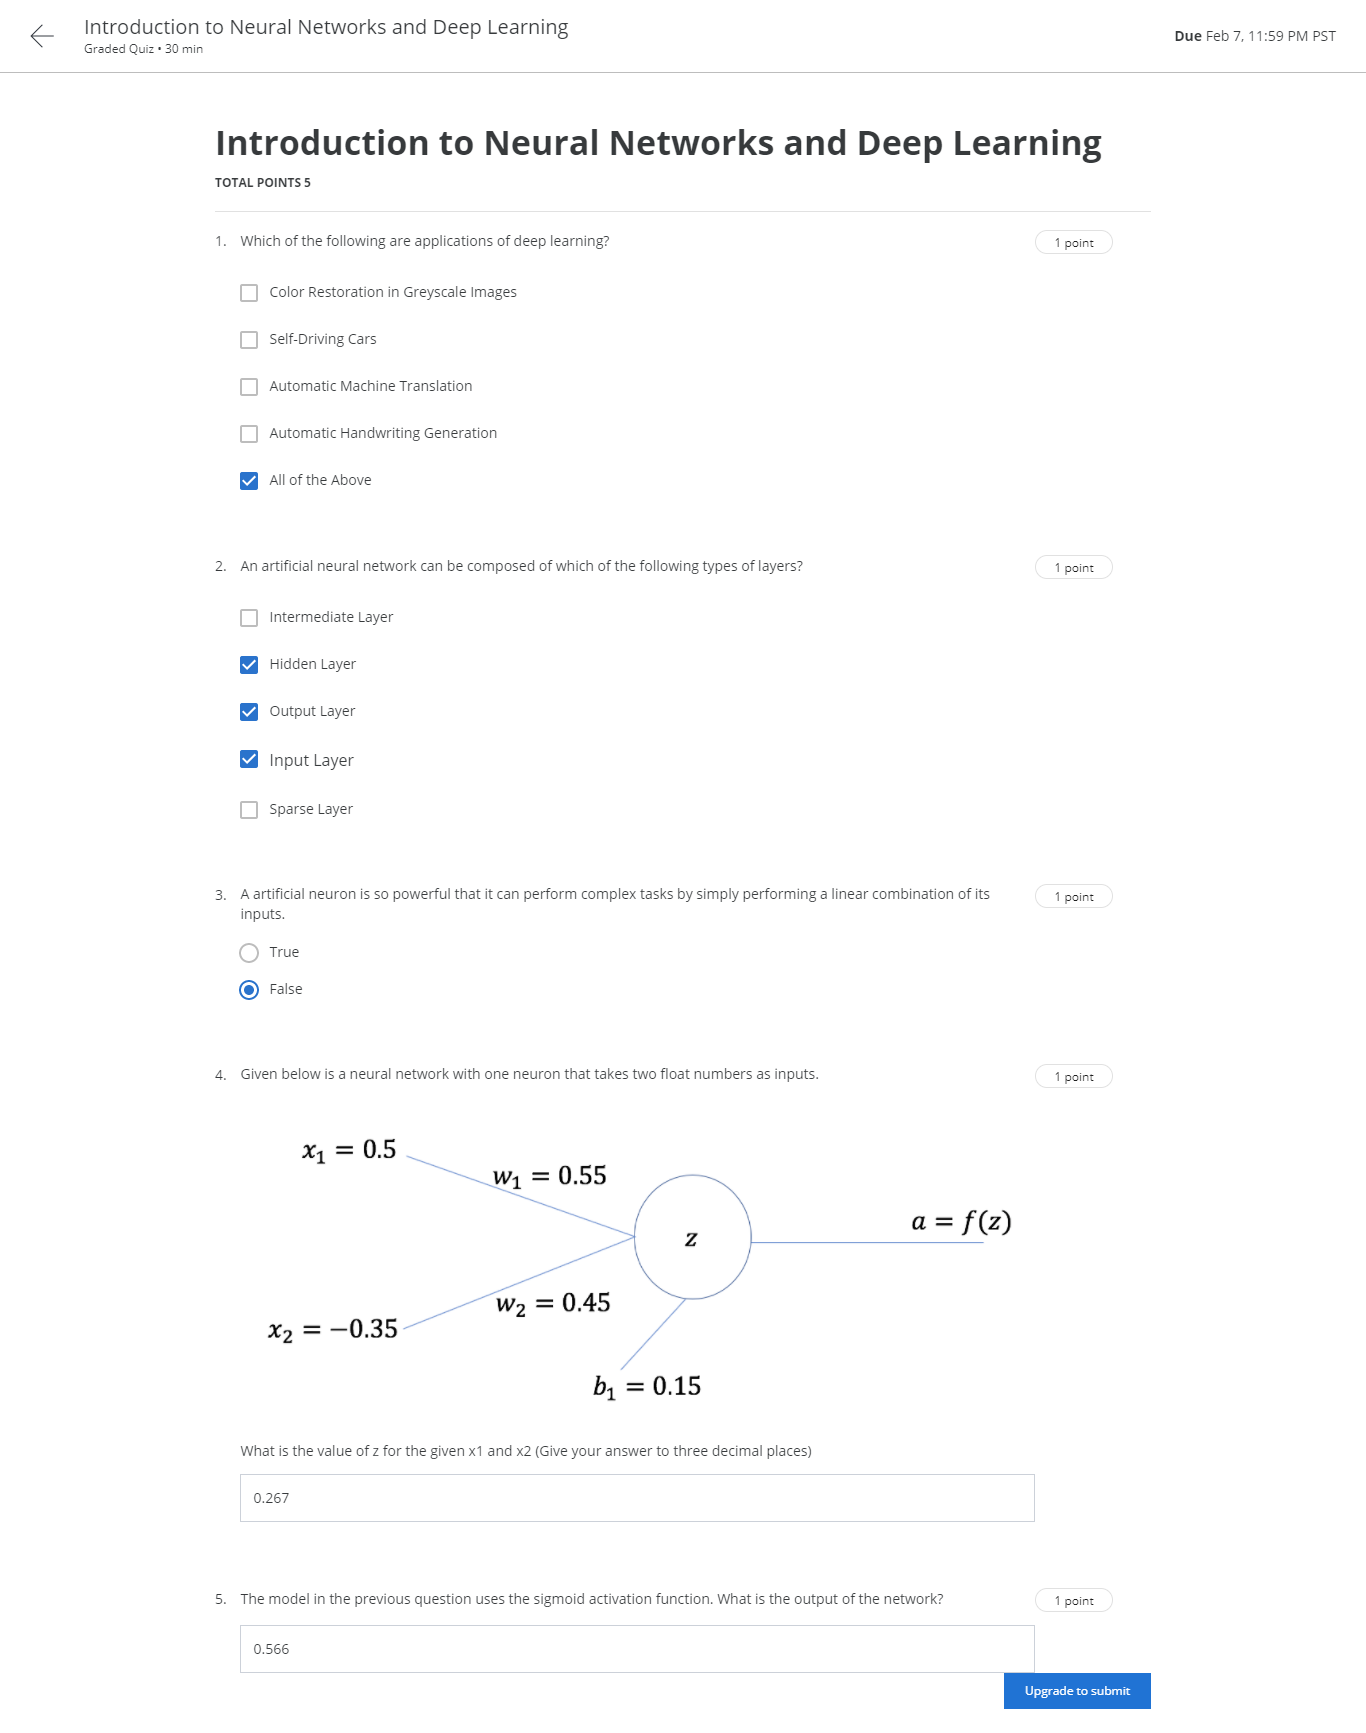 Introduction to Neural Networks and Deep Learning
Graded Quiz • 30 min
Due Feb 7, 11:59 PM PST
Introduction to Neural Networks and Deep Learning
TOTAL POINTS 5
1. Which of the following are applications of deep learning?
1 point
Color Restoration in Greyscale Images
Self-Driving Cars
Automatic Machine Translation
Automatic Handwriting Generation
All of the Above
2. An artificial neural network can be composed of which of the following types of layers?
1 point
Intermediate Layer
Hidden Layer
Output Layer
Input Layer
Sparse Layer
3. A artificial neuron is so powerful that it can perform complex tasks by simply performing a linear combination of its
inputs.
1 point
True
False
4. Given below is a neural network with one neuron that takes two float numbers as inputs.
1 point
x₁ = 0.5
w₁ = 0.55
a = f(z)
z
w₂ = 0.45
x₂ = −0.35
b₁ = 0.15
What is the value of z for the given x1 and x2 (Give your answer to three decimal places)
0.267
5. The model in the previous question uses the sigmoid activation function. What is the output of the network?
1 point
0.566
Upgrade to submit